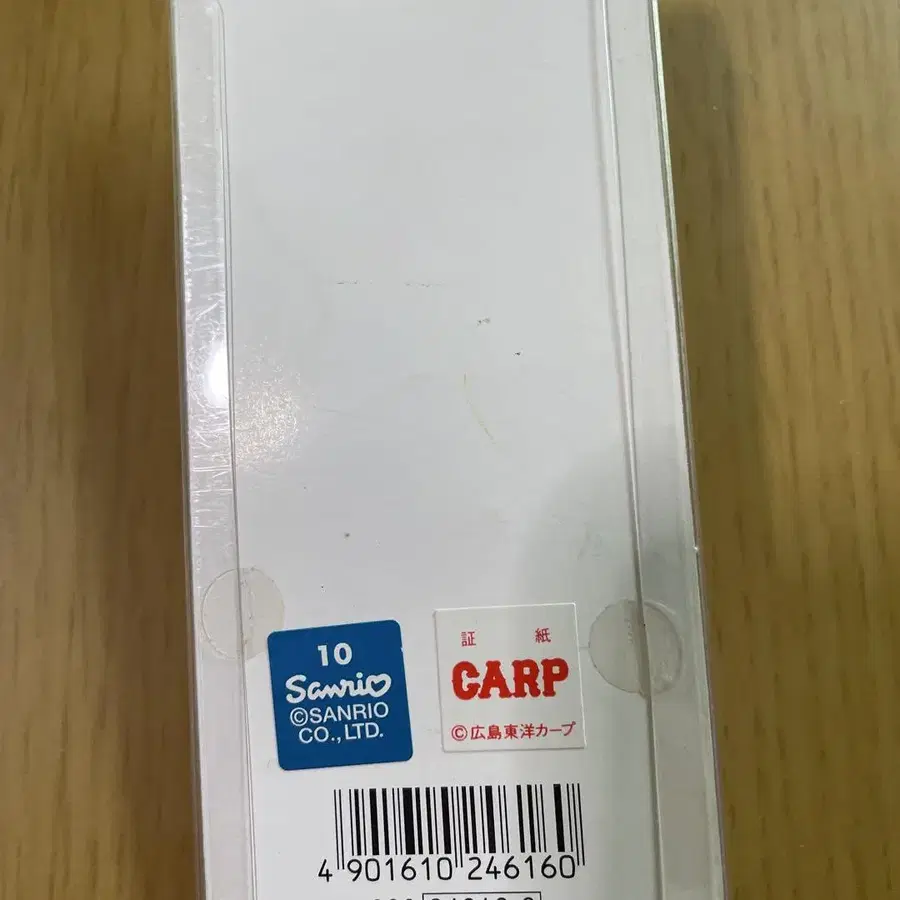 10
Sanrio
©SANRIO
CO., LTD.
証 紙
CARP
©広島東洋カープ
4 901610 246160